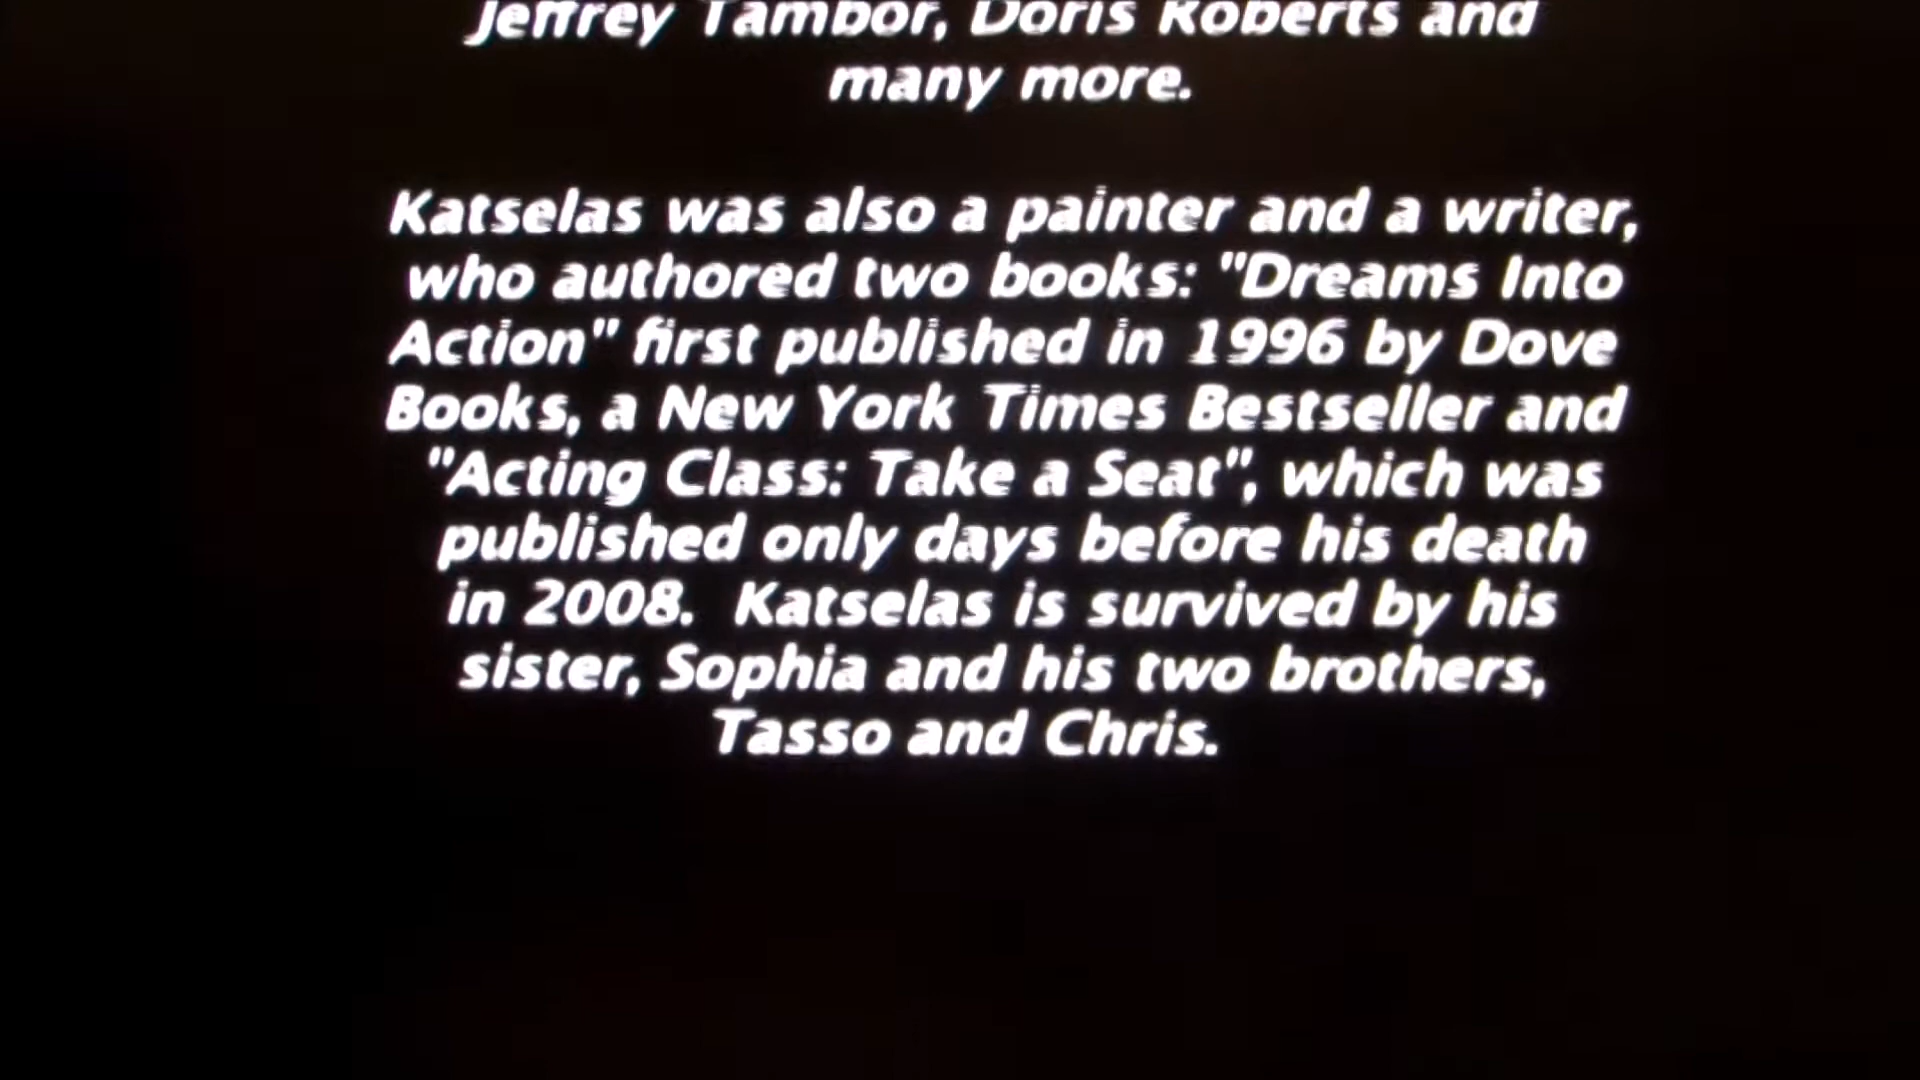 Jeffrey Tambor, Doris Roberts and
many more.
Katselas was also a painter and a writer,
who authored two books: "Dreams Into
Action" first published in 1996 by Dove
Books, a New York Times Bestseller and
"Acting Class: Take a Seat", which was
published only days before his death
in 2008.  Katselas is survived by his
sister, Sophia and his two brothers,
Tasso and Chris.